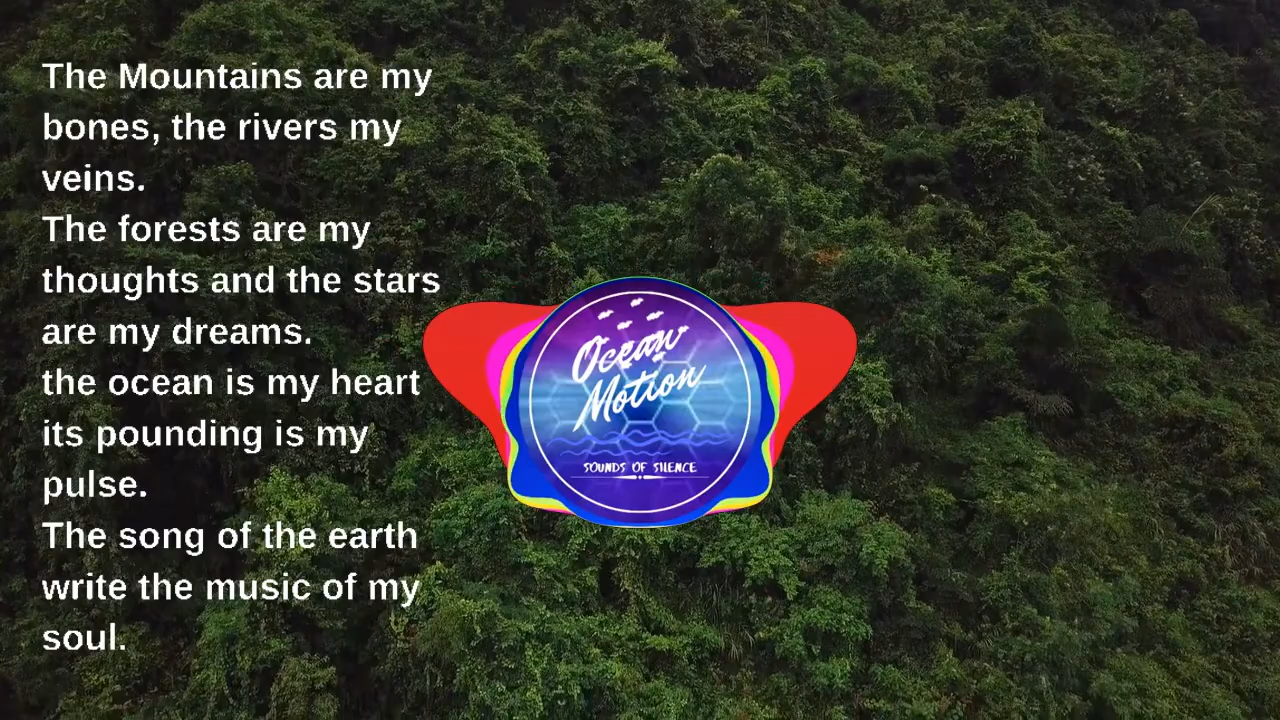 The Mountains are my
bones, the rivers my
veins.
The forests are my
thoughts and the stars
are my dreams.
the ocean is my heart
its pounding is my
pulse.
The song of the earth
write the music of my
soul.
Ocean
Motion
SOUNDS OF SILENCE